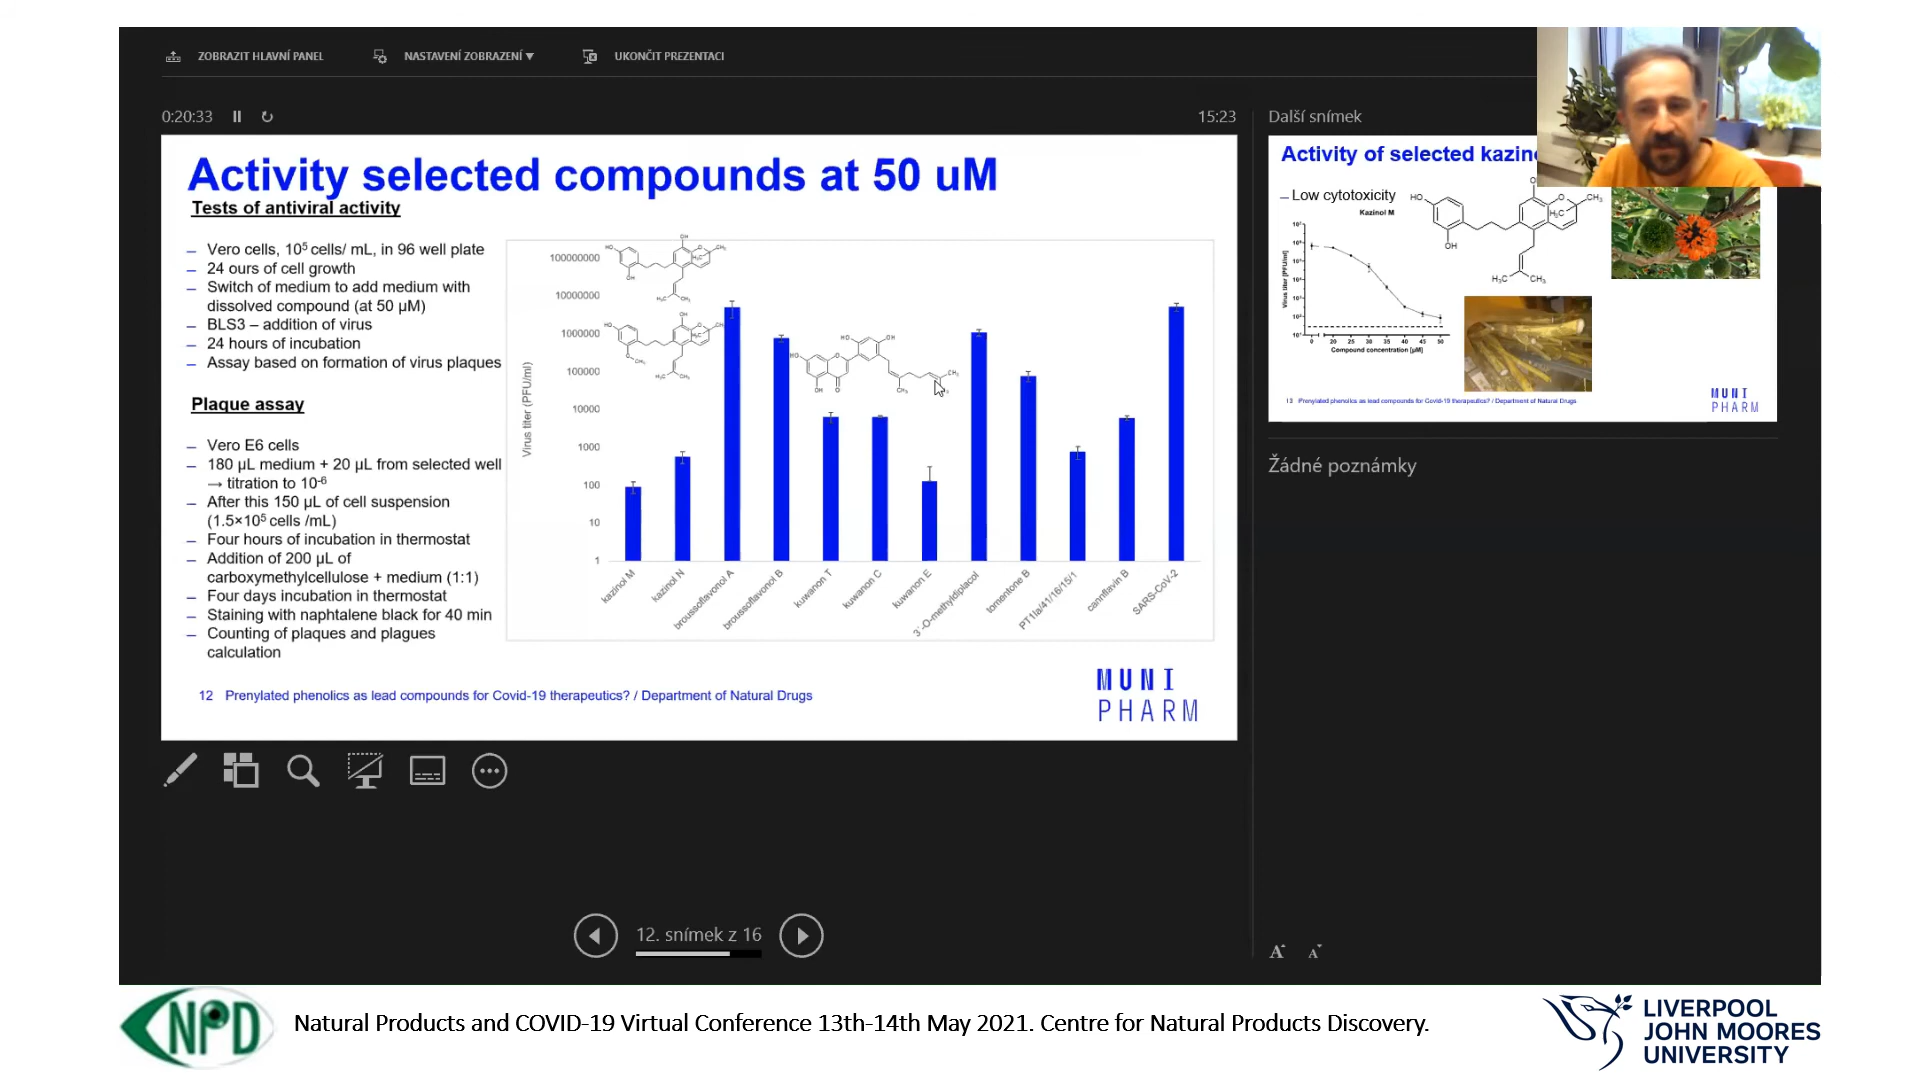 ZOBRAZIT HLAVNÍ PANEL
NASTAVENÍ ZOBRAZENÍ ▼
UKONČIT PREZENTACI
0:20:33
15:23
Další snímek
Activity selected compounds at 50 uM
Tests of antiviral activity
– Vero cells, 10⁵ cells/ mL, in 96 well plate
– 24 ours of cell growth
– Switch of medium to add medium with
dissolved compound (at 50 µM)
– BLS3 – addition of virus
– 24 hours of incubation
– Assay based on formation of virus plaques
Plaque assay
– Vero E6 cells
– 180 µL medium + 20 µL from selected well
→ titration to 10⁻⁶
– After this 150 µL of cell suspension
(1.5×10⁵ cells /mL)
– Four hours of incubation in thermostat
– Addition of 200 µL of
carboxymethylcellulose + medium (1:1)
– Four days incubation in thermostat
– Staining with naphtalene black for 40 min
– Counting of plaques and plagues
calculation
Virus titer (PFU/ml)
100000000
10000000
1000000
100000
10000
1000
100
10
1
kazinol M
kazinol N
broussoflavonol A
broussoflavonol B
kuwanon T
kuwanon C
kuwanon E
3´-O-methyldiplacol
tomentone B
PT1la/41/16/15/1
cannflavin B
SARS-CoV-2
12 Prenylated phenolics as lead compounds for Covid-19 therapeutics? / Department of Natural Drugs
MUNI
PHARM
Activity of selected
– Low cytotoxicity
Kazinol M
Virus titer [PFU/ml]
0 20 25 30 35 40 45 50
Compound concentration [µM]
13 Prenylated phenolics as lead compounds for Covid-19 therapeutics? / Department of Natural Drugs
MUNI
PHARM
Žádné poznámky
12. snímek z 16
NPD
Natural Products and COVID-19 Virtual Conference 13th-14th May 2021. Centre for Natural Products Discovery.
LIVERPOOL
JOHN MOORES
UNIVERSITY